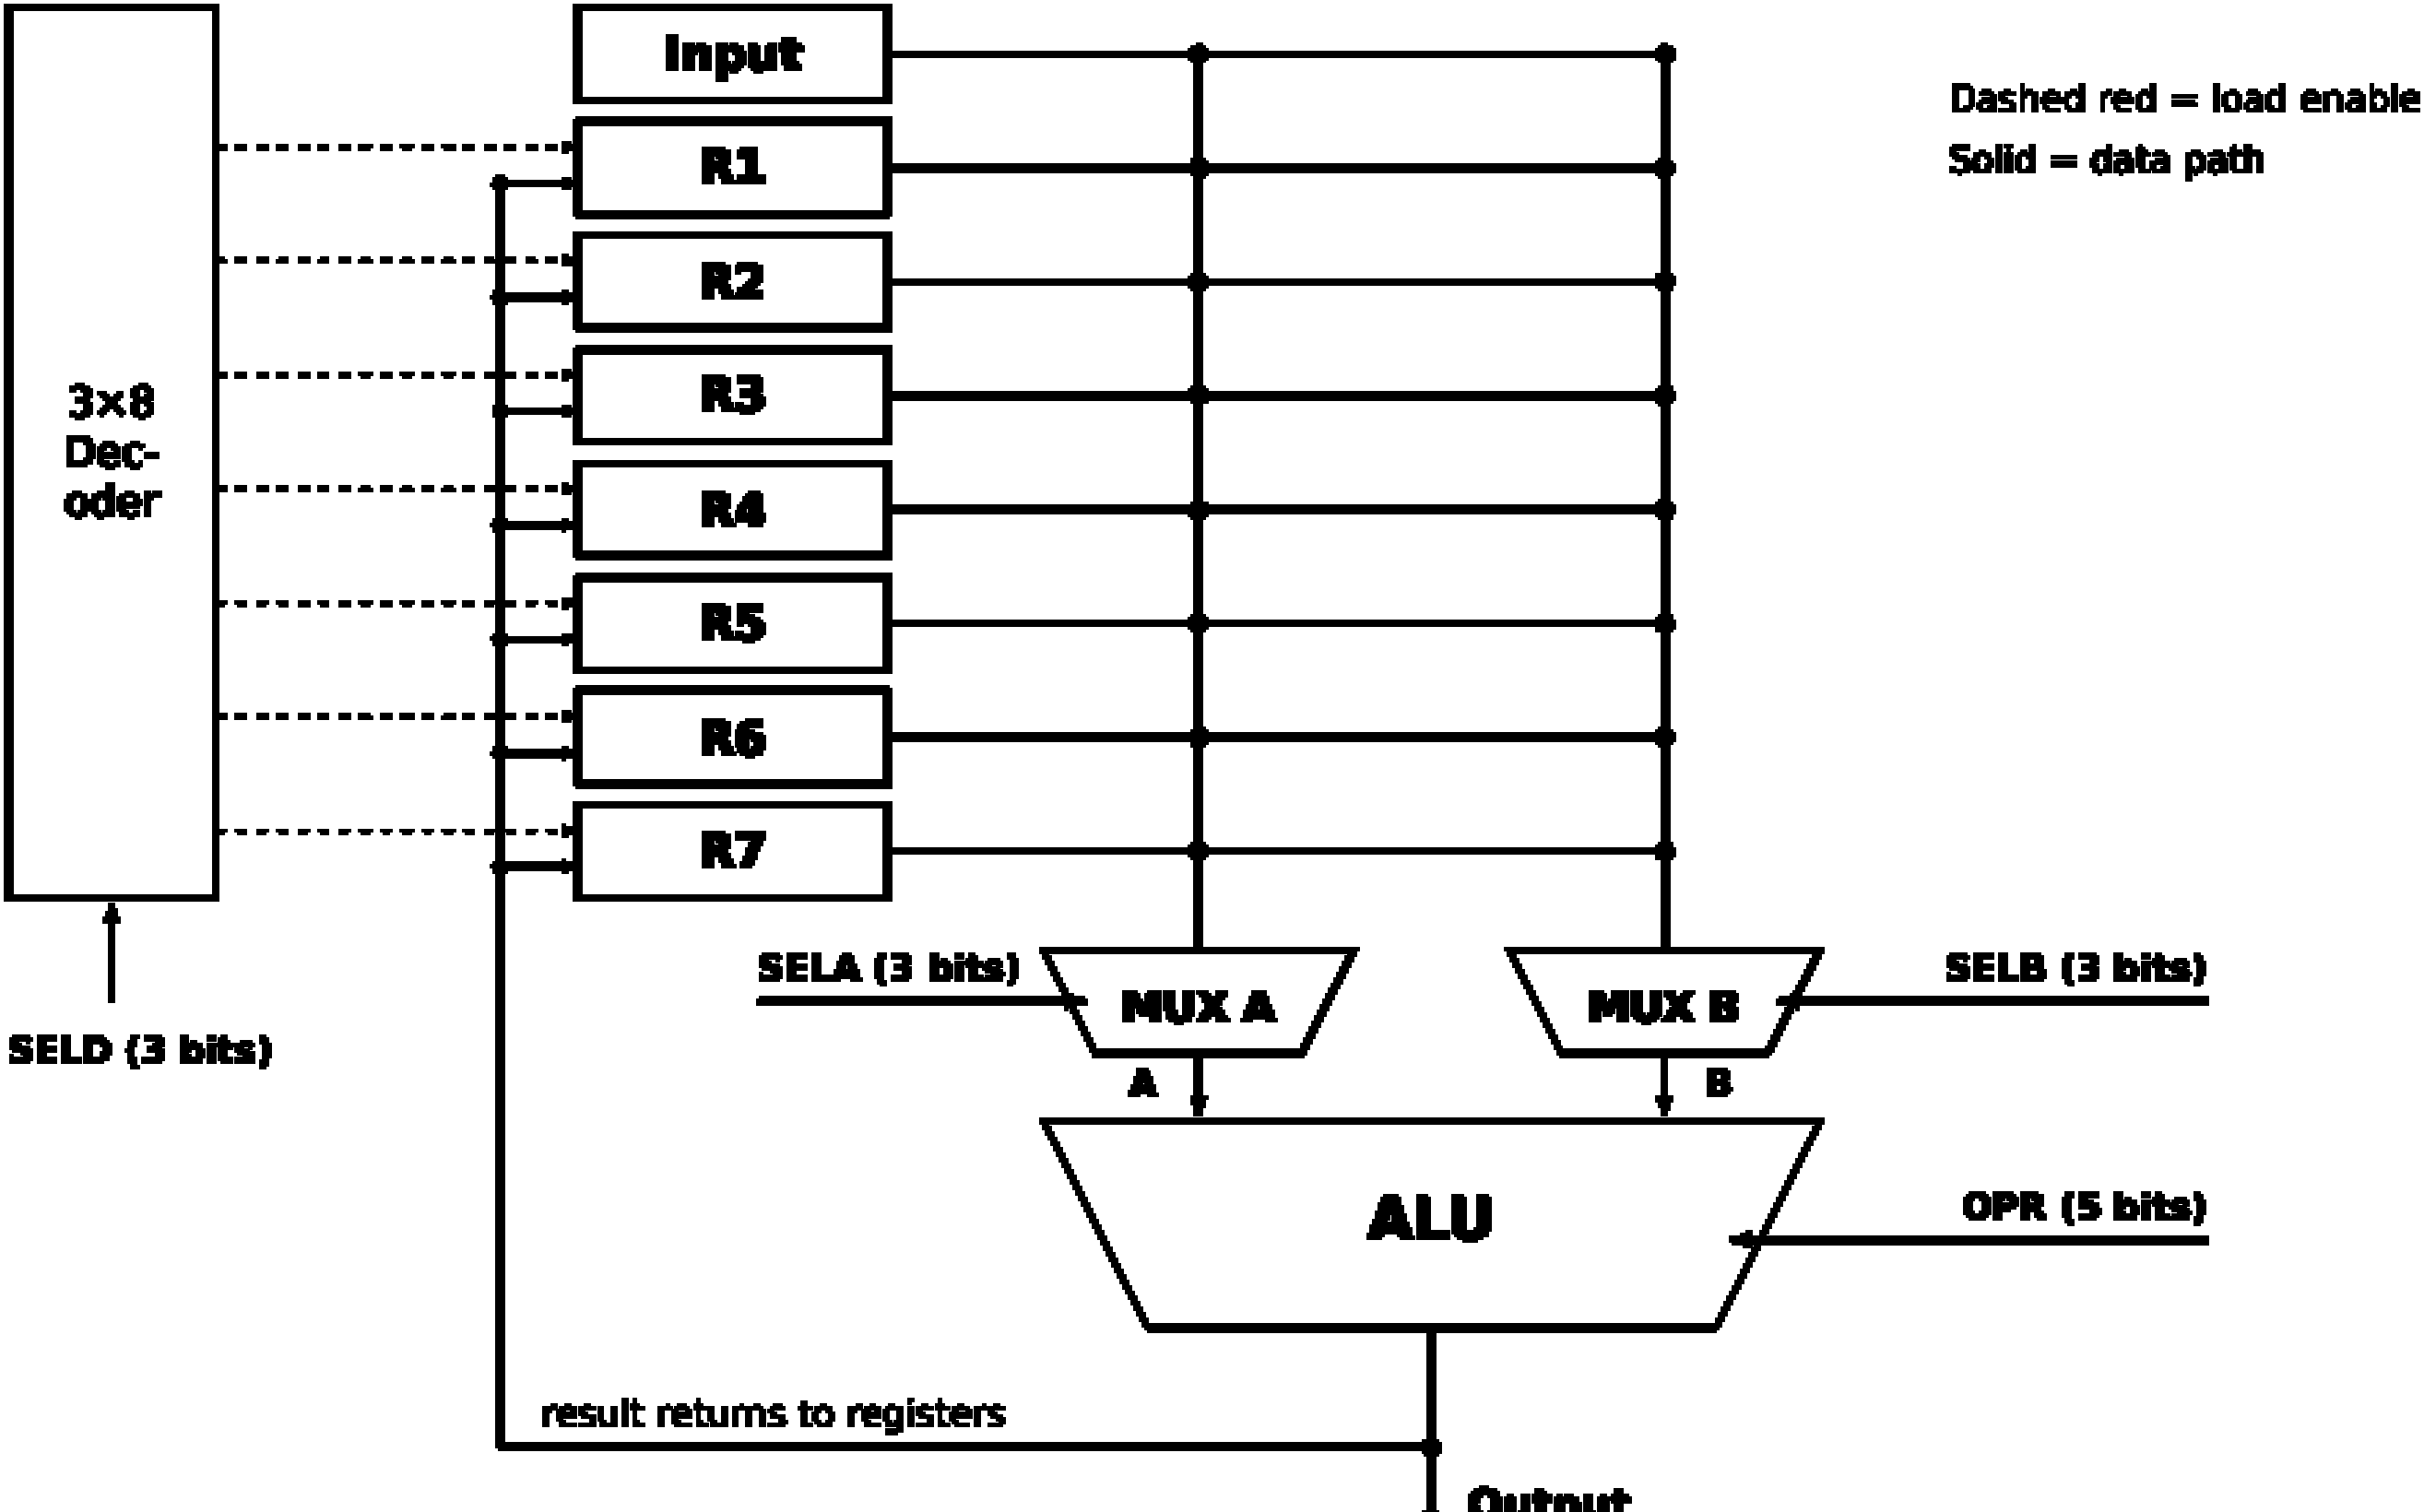 Input
Dashed red = load enable
Solid = data path
R1
R2
R3
R4
R5
R6
R7
3×8
Dec-
oder
SELD (3 bits)
SELA (3 bits)
MUX A
MUX B
SELB (3 bits)
A
B
ALU
OPR (5 bits)
result returns to registers
Output